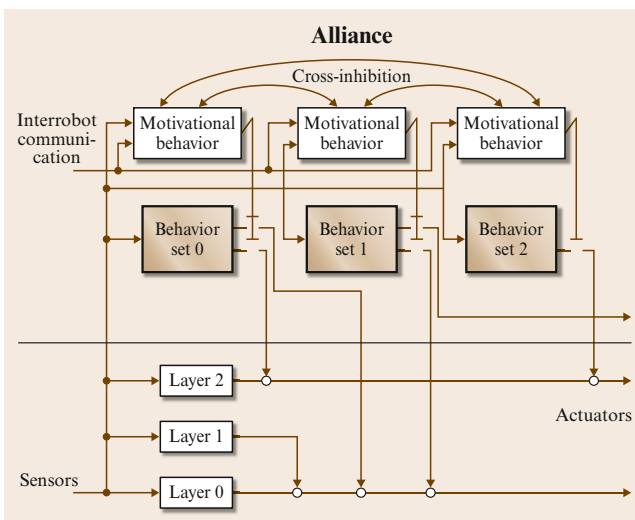 Alliance
Cross-inhibition
Interrobot
communi-
cation
Motivational
behavior
Motivational
behavior
Motivational
behavior
Behavior
set 0
Behavior
set 1
Behavior
set 2
Layer 2
Actuators
Layer 1
Sensors
Layer 0